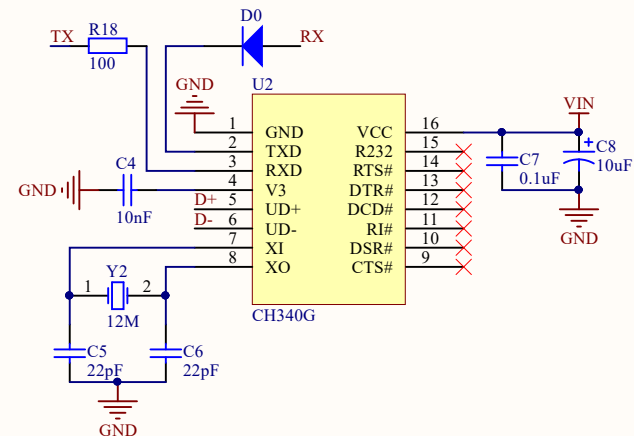 D0
TX
R18
RX
100
GND
U2
VIN
1
GND
VCC
16
2
TXD
R232
15
3
RXD
RTS#
14
4
V3
DTR#
13
5
UD+
DCD#
12
6
UD-
RI#
11
7
XI
DSR#
10
8
XO
CTS#
9
CH340G
C4
GND
10nF
D+
D-
C7
0.1uF
+
C8
10uF
GND
Y2
1
2
12M
C5
22pF
C6
22pF
GND